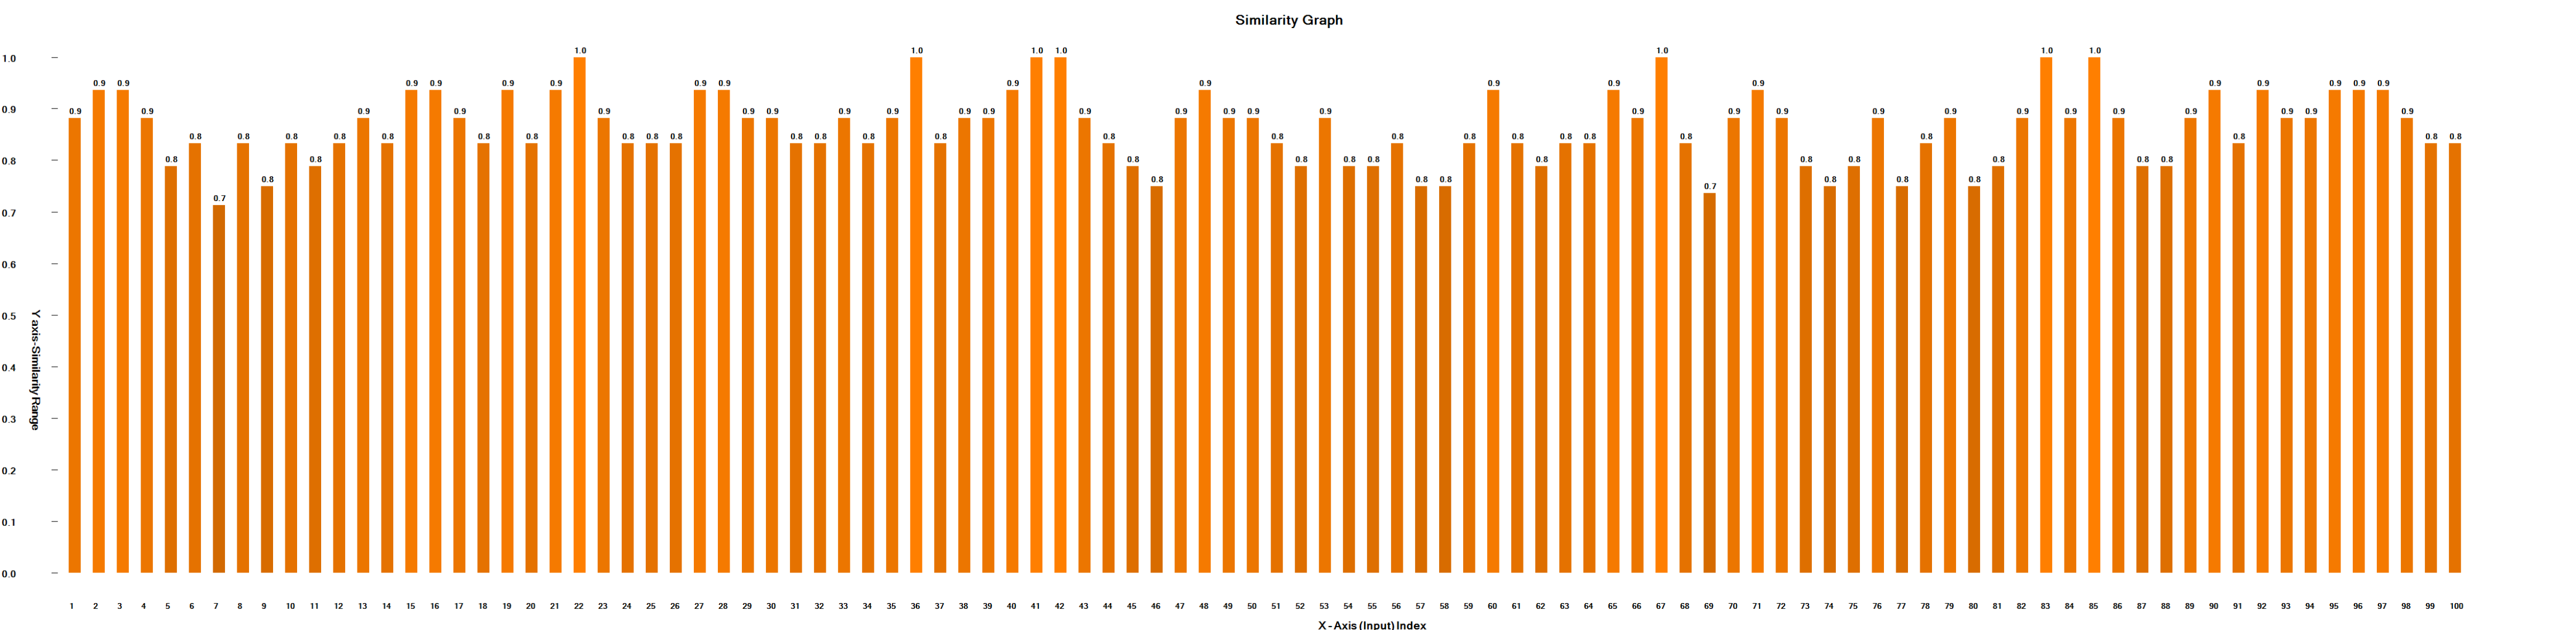 Similarity Graph
0.9 0.9 0.9 0.9 0.8 0.8 0.7 0.8 0.8 0.8 0.8 0.8 0.9 0.8 0.9 0.9 0.9 0.8 0.9 0.8 0.9 1.0 0.9 0.8 0.8 0.8 0.9 0.9 0.9 0.9 0.8 0.8 0.9 0.8 0.9 1.0 0.8 0.9 0.9 0.9 1.0 1.0 0.9 0.8 0.8 0.8 0.9 0.9 0.9 0.9 0.8 0.8 0.9 0.8 0.8 0.8 0.8 0.8 0.8 0.9 0.8 0.8 0.8 0.8 0.9 0.9 1.0 0.8 0.7 0.9 0.9 0.9 0.8 0.8 0.8 0.9 0.8 0.8 0.9 0.8 0.8 0.9 1.0 0.9 1.0 0.9 0.8 0.8 0.9 0.9 0.8 0.9 0.9 0.9 0.9 0.9 0.9 0.9 0.8 0.8
1.0
0.9
0.8
0.7
0.6
0.5
0.4
0.3
0.2
0.1
0.0
Y axis-Similarity Range
1 2 3 4 5 6 7 8 9 10 11 12 13 14 15 16 17 18 19 20 21 22 23 24 25 26 27 28 29 30 31 32 33 34 35 36 37 38 39 40 41 42 43 44 45 46 47 48 49 50 51 52 53 54 55 56 57 58 59 60 61 62 63 64 65 66 67 68 69 70 71 72 73 74 75 76 77 78 79 80 81 82 83 84 85 86 87 88 89 90 91 92 93 94 95 96 97 98 99 100
X - Axis (Input) Index